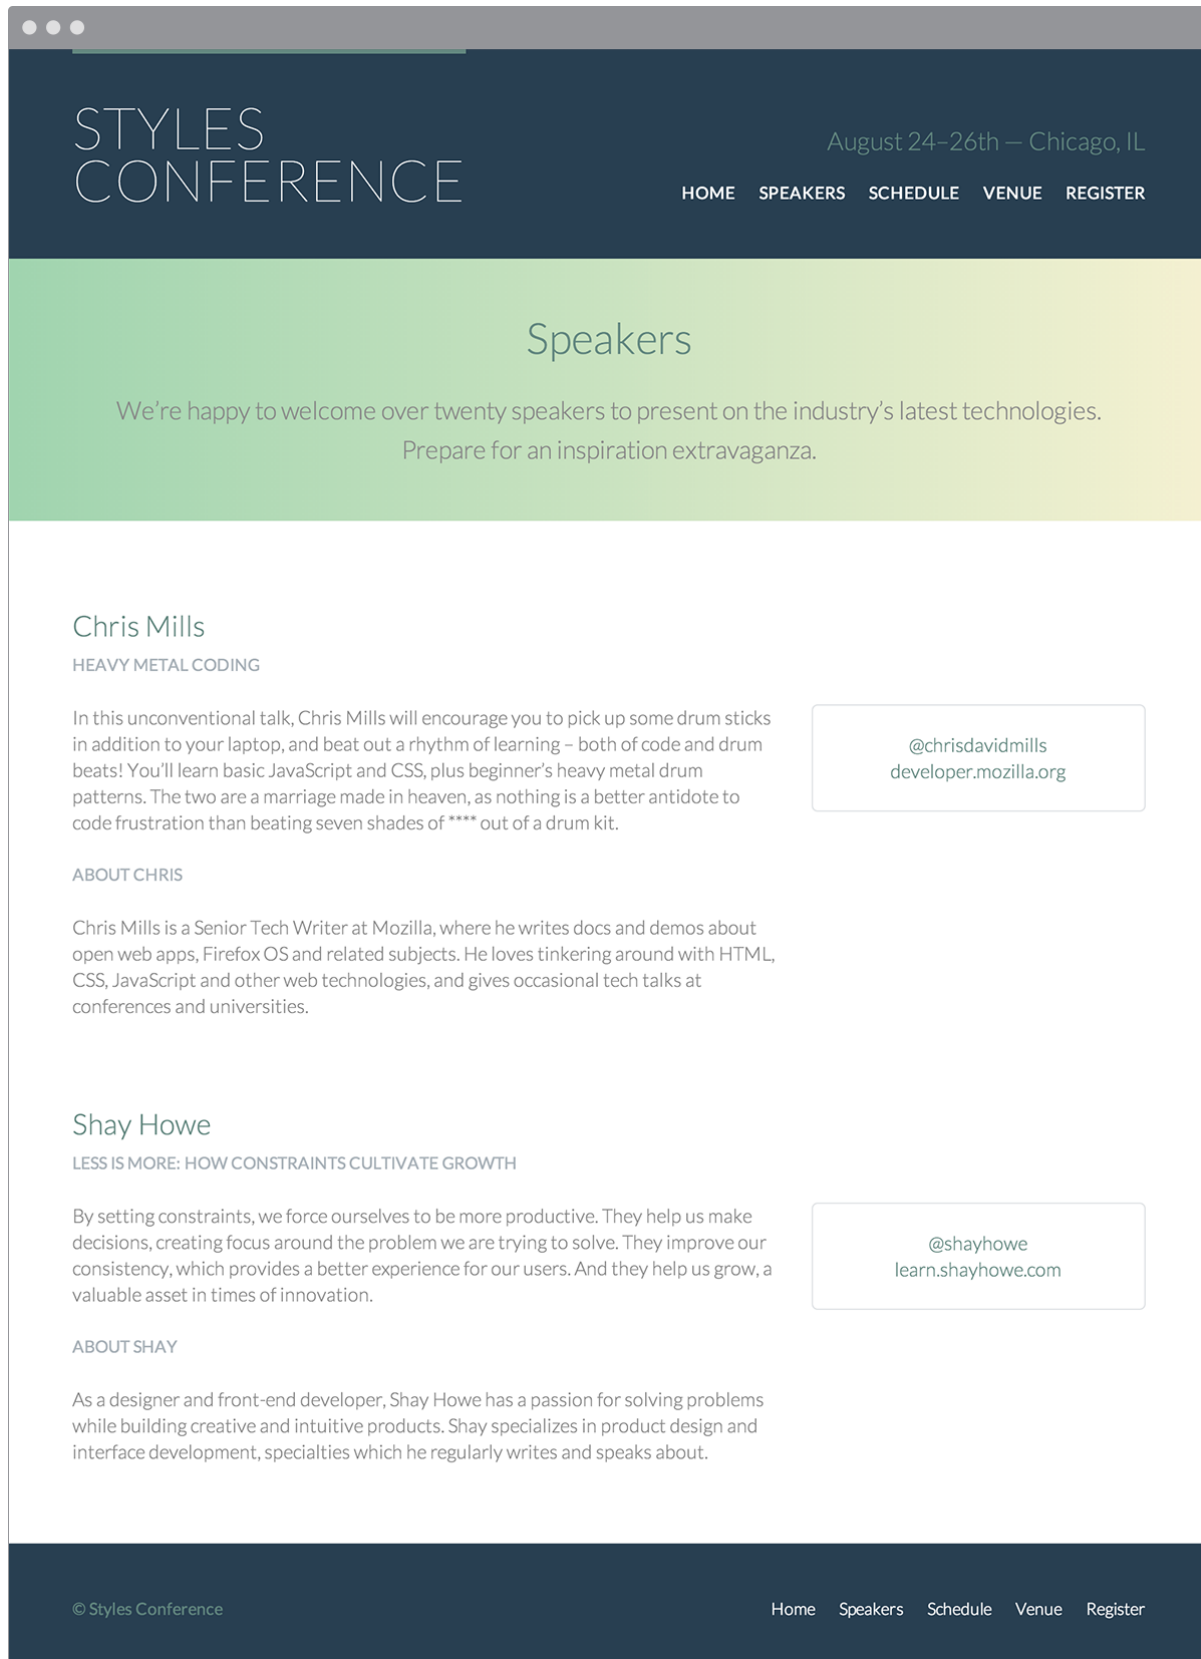 STYLES
CONFERENCE
August 24–26th — Chicago, IL
HOME SPEAKERS SCHEDULE VENUE REGISTER
Speakers
We’re happy to welcome over twenty speakers to present on the industry’s latest technologies.
Prepare for an inspiration extravaganza.
Chris Mills
HEAVY METAL CODING
In this unconventional talk, Chris Mills will encourage you to pick up some drum sticks
in addition to your laptop, and beat out a rhythm of learning – both of code and drum
beats! You’ll learn basic JavaScript and CSS, plus beginner’s heavy metal drum
patterns. The two are a marriage made in heaven, as nothing is a better antidote to
code frustration than beating seven shades of **** out of a drum kit.
@chrisdavidmills
developer.mozilla.org
ABOUT CHRIS
Chris Mills is a Senior Tech Writer at Mozilla, where he writes docs and demos about
open web apps, Firefox OS and related subjects. He loves tinkering around with HTML,
CSS, JavaScript and other web technologies, and gives occasional tech talks at
conferences and universities.
Shay Howe
LESS IS MORE: HOW CONSTRAINTS CULTIVATE GROWTH
By setting constraints, we force ourselves to be more productive. They help us make
decisions, creating focus around the problem we are trying to solve. They improve our
consistency, which provides a better experience for our users. And they help us grow, a
valuable asset in times of innovation.
@shayhowe
learn.shayhowe.com
ABOUT SHAY
As a designer and front-end developer, Shay Howe has a passion for solving problems
while building creative and intuitive products. Shay specializes in product design and
interface development, specialties which he regularly writes and speaks about.
© Styles Conference
Home Speakers Schedule Venue Register